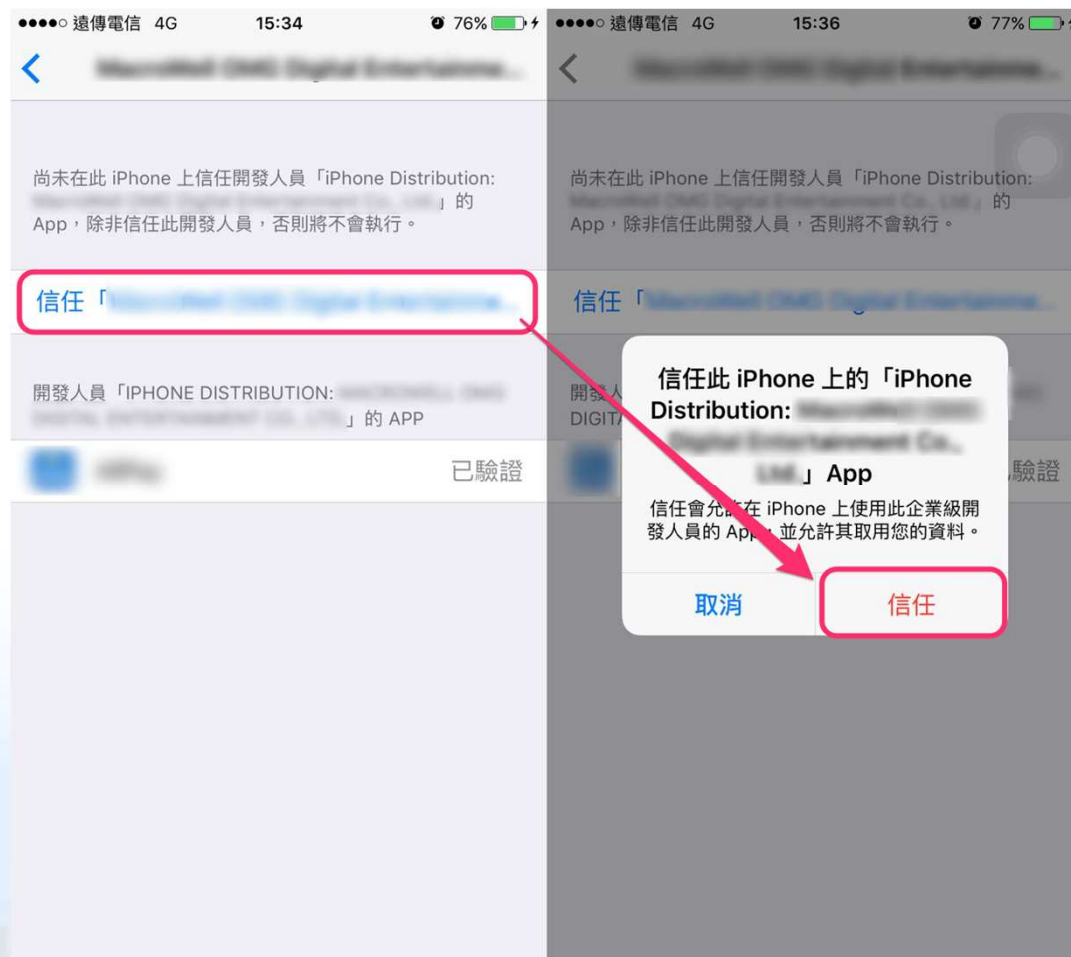 遠傳電信 4G 15:34 76%
尚未在此 iPhone 上信任開發人員「iPhone Distribution:
」的
App，除非信任此開發人員，否則將不會執行。
信任「
開發人員「IPHONE DISTRIBUTION:
」的 APP
已驗證
遠傳電信 4G 15:36 77%
尚未在此 iPhone 上信任開發人員「iPhone Distribution:
」的
App，除非信任此開發人員，否則將不會執行。
信任「
開發人
DIGITA
驗證
信任此 iPhone 上的「iPhone
Distribution:
」App
信任會允許在 iPhone 上使用此企業級開
發人員的 App，並允許其取用您的資料。
取消
信任